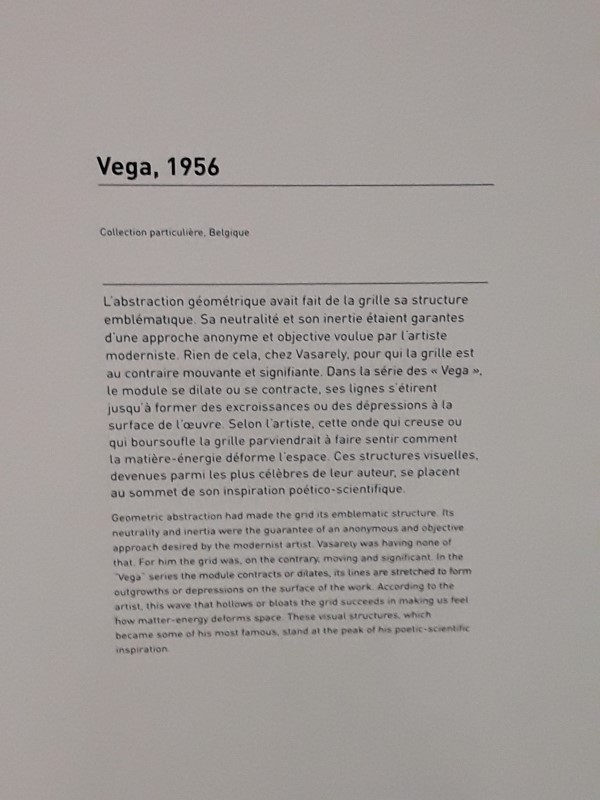 Vega, 1956
Collection particulière, Belgique
L'abstraction géométrique avait fait de la grille sa structure
emblématique. Sa neutralité et son inertie étaient garantes
d'une approche anonyme et objective voulue par l'artiste
moderniste. Rien de cela, chez Vasarely, pour qui la grille est
au contraire mouvante et signifiante. Dans la série des « Vega »,
le module se dilate ou se contracte, ses lignes s'étirent
jusqu'à former des excroissances ou des dépressions à la
surface de l'œuvre. Selon l'artiste, cette onde qui creuse ou
qui boursoufle la grille parviendrait à faire sentir comment
la matière-énergie déforme l'espace. Ces structures visuelles,
devenues parmi les plus célèbres de leur auteur, se placent
au sommet de son inspiration poético-scientifique.
Geometric abstraction had made the grid its emblematic structure. Its
neutrality and inertia were the guarantee of an anonymous and objective
approach desired by the modernist artist. Vasarely was having none of
that. For him the grid was, on the contrary, moving and significant. In the
"Vega" series the module contracts or dilates, its lines are stretched to form
outgrowths or depressions on the surface of the work. According to the
artist, this wave that hollows or bloats the grid succeeds in making us feel
how matter-energy deforms space. These visual structures, which
became some of his most famous, stand at the peak of his poetic-scientific
inspiration.